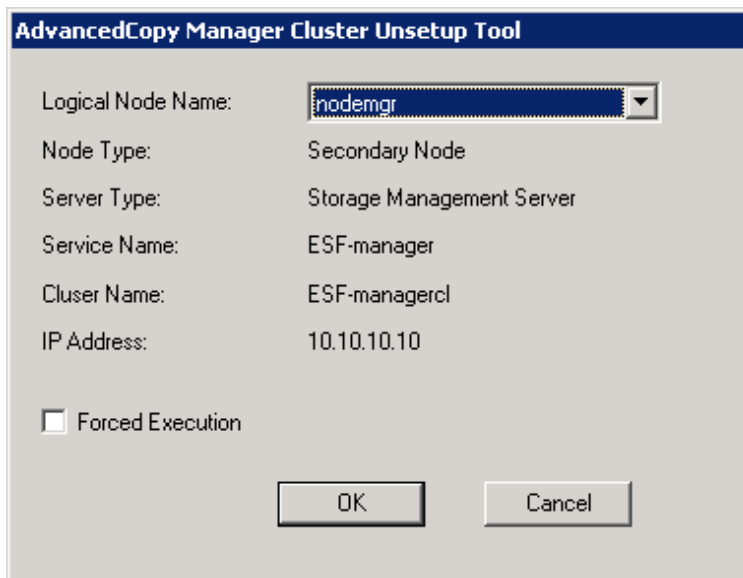 AdvancedCopy Manager Cluster Unsetup Tool
Logical Node Name: nodemgr
Node Type: Secondary Node
Server Type: Storage Management Server
Service Name: ESF-manager
Cluser Name: ESF-managercl
IP Address: 10.10.10.10
Forced Execution
OK Cancel